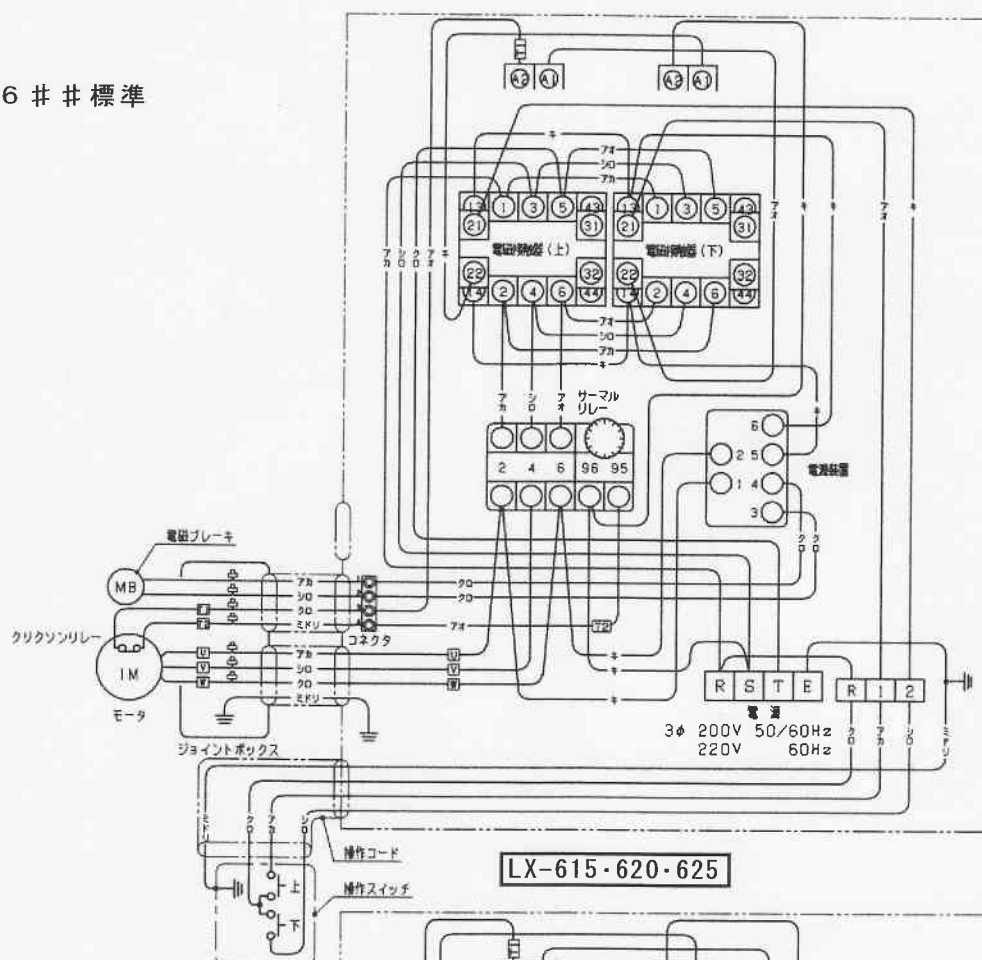 6##標準
A2 A1 A2 A1
キ
アオ
シロ
アカ
13 1 3 5 43 13 1 3 5 43
21 31 21 31
電磁接触器(上) 電磁接触器(下)
アカ シロ クロ アオ キ アオ キ アオ キ
22 32 22 32
14 2 4 6 44 14 2 4 6 44
アオ
シロ
アカ
キ
アカ シロ アオ サーマル
リレー
キ
2 4 6 96 95
6
2 5
1 4
3
電源装置
クロ クロ
電磁ブレーキ
MB
アカ クロ
シロ クロ
T1 クロ
T2 ミドリ アオ T2
コネクタ
クリクソンリレー
IM
モータ
U アカ U
V シロ V キ キ
W クロ W
ミドリ キ
R S T E R 1 2
電源
3φ 200V 50/60Hz
220V 60Hz
クロ アカ シロ ミドリ
ジョイントボックス
ミドリ クロ アカ シロ
操作コード
LX-615・620・625
操作スイッチ
上
下